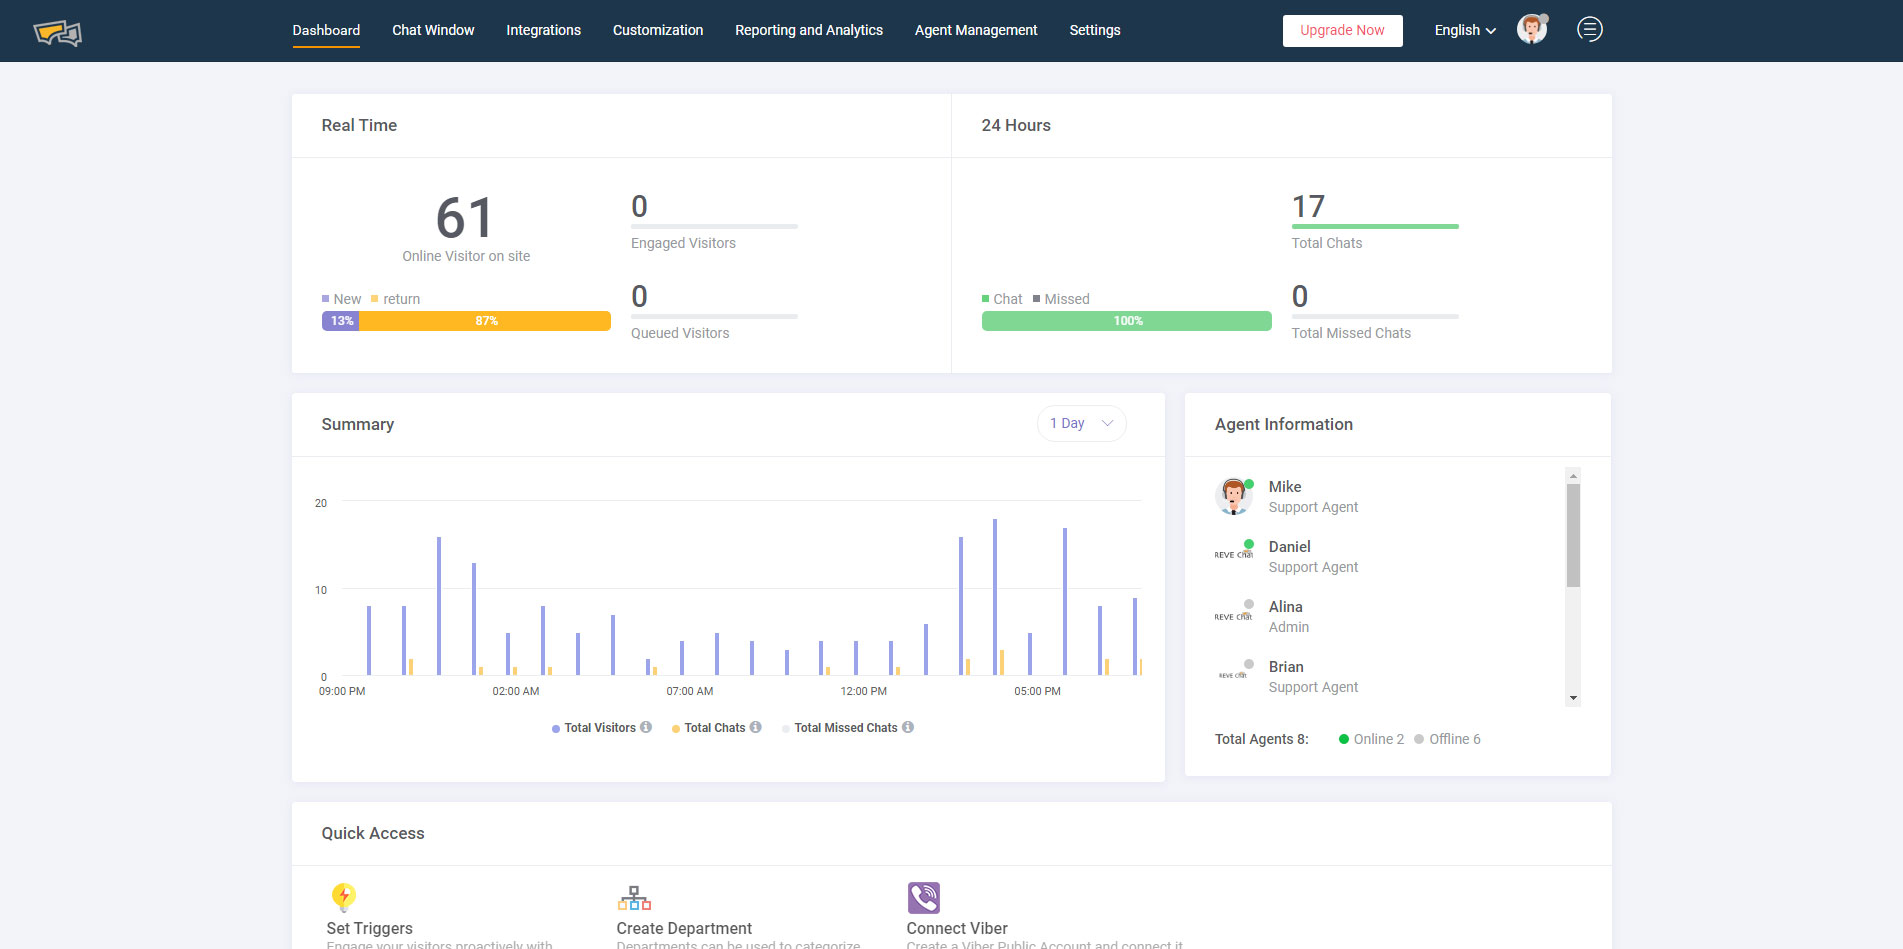 Dashboard Chat Window Integrations Customization Reporting and Analytics Agent Management Settings Upgrade Now English
Real Time
61
Online Visitor on site
0
Engaged Visitors
New return
13% 87%
0
Queued Visitors
24 Hours
17
Total Chats
Chat Missed
100%
0
Total Missed Chats
Summary
1 Day
20
10
0
09:00 PM 02:00 AM 07:00 AM 12:00 PM 05:00 PM
Total Visitors Total Chats Total Missed Chats
Agent Information
Mike
Support Agent
REVE Chat
Daniel
Support Agent
REVE Chat
Alina
Admin
REVE Chat
Brian
Support Agent
Total Agents 8: Online 2 Offline 6
Quick Access
Set Triggers
Engage your visitors proactively with
Create Department
Departments can be used to categorize
Connect Viber
Create a Viber Public Account and connect it